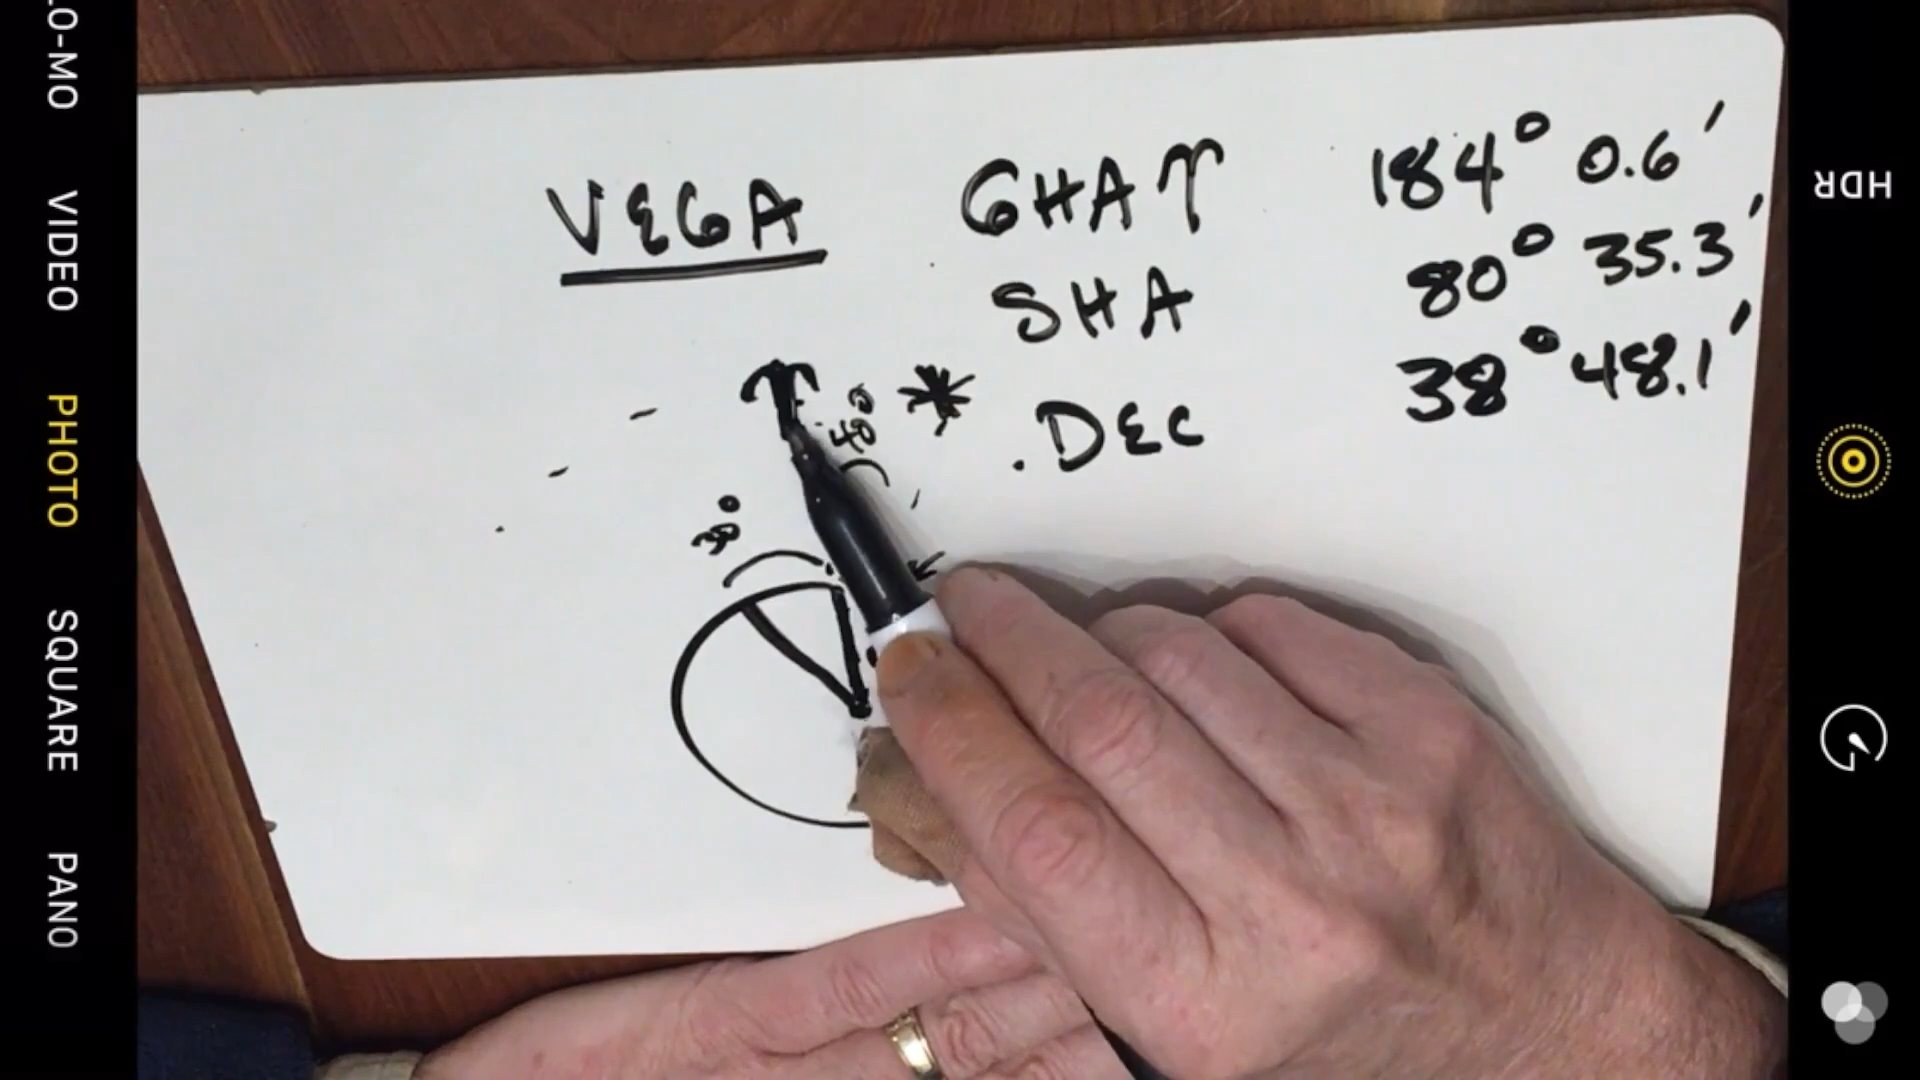 VEGA GHA ♈ 184° 0.6'
SHA 80° 35.3'
.DEC 38° 48.1'
♈
40°
30°
LO-MO
VIDEO
PHOTO
SQUARE
PANO
HDR